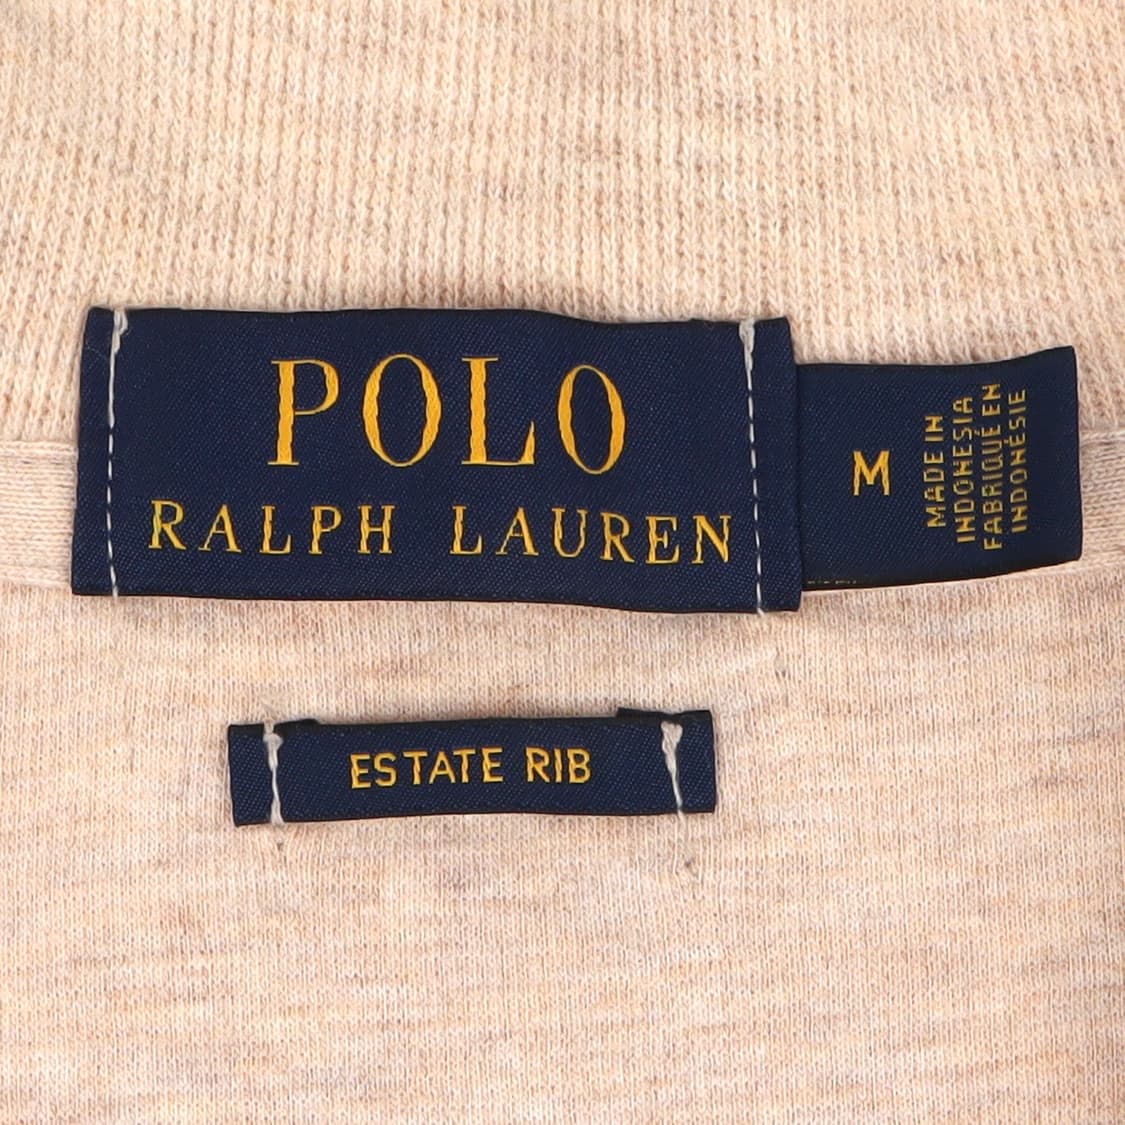 POLO
RALPH LAUREN
M
MADE IN
INDONESIA
FABRIQUÉ EN
INDONÉSIE
ESTATE RIB